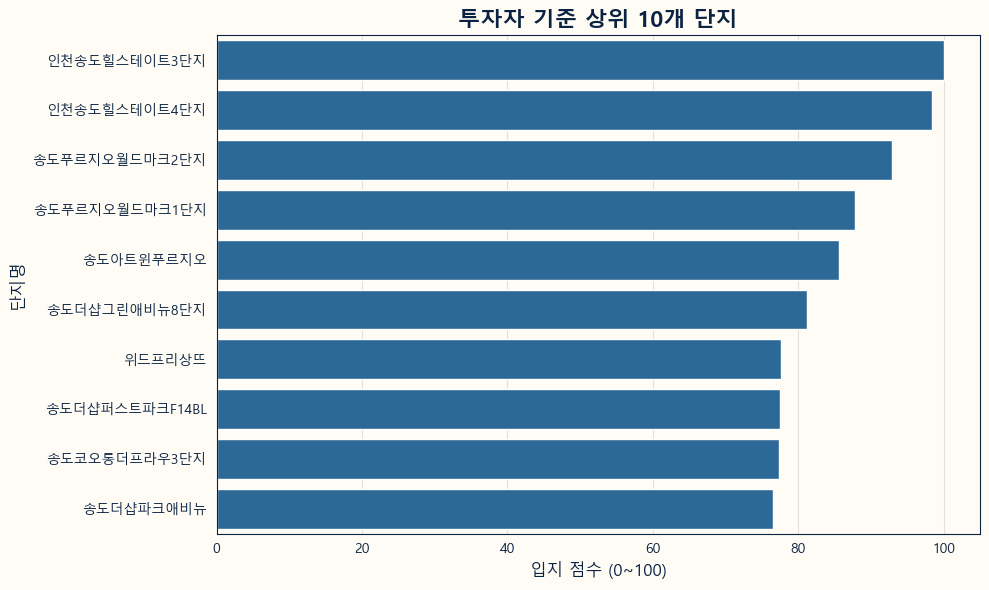 투자자 기준 상위 10개 단지
단지명
인천송도힐스테이트3단지
인천송도힐스테이트4단지
송도푸르지오월드마크2단지
송도푸르지오월드마크1단지
송도아트윈푸르지오
송도더샵그린애비뉴8단지
위드프리상뜨
송도더샵퍼스트파크F14BL
송도코오롱더프라우3단지
송도더샵파크애비뉴
0 20 40 60 80 100
입지 점수 (0~100)